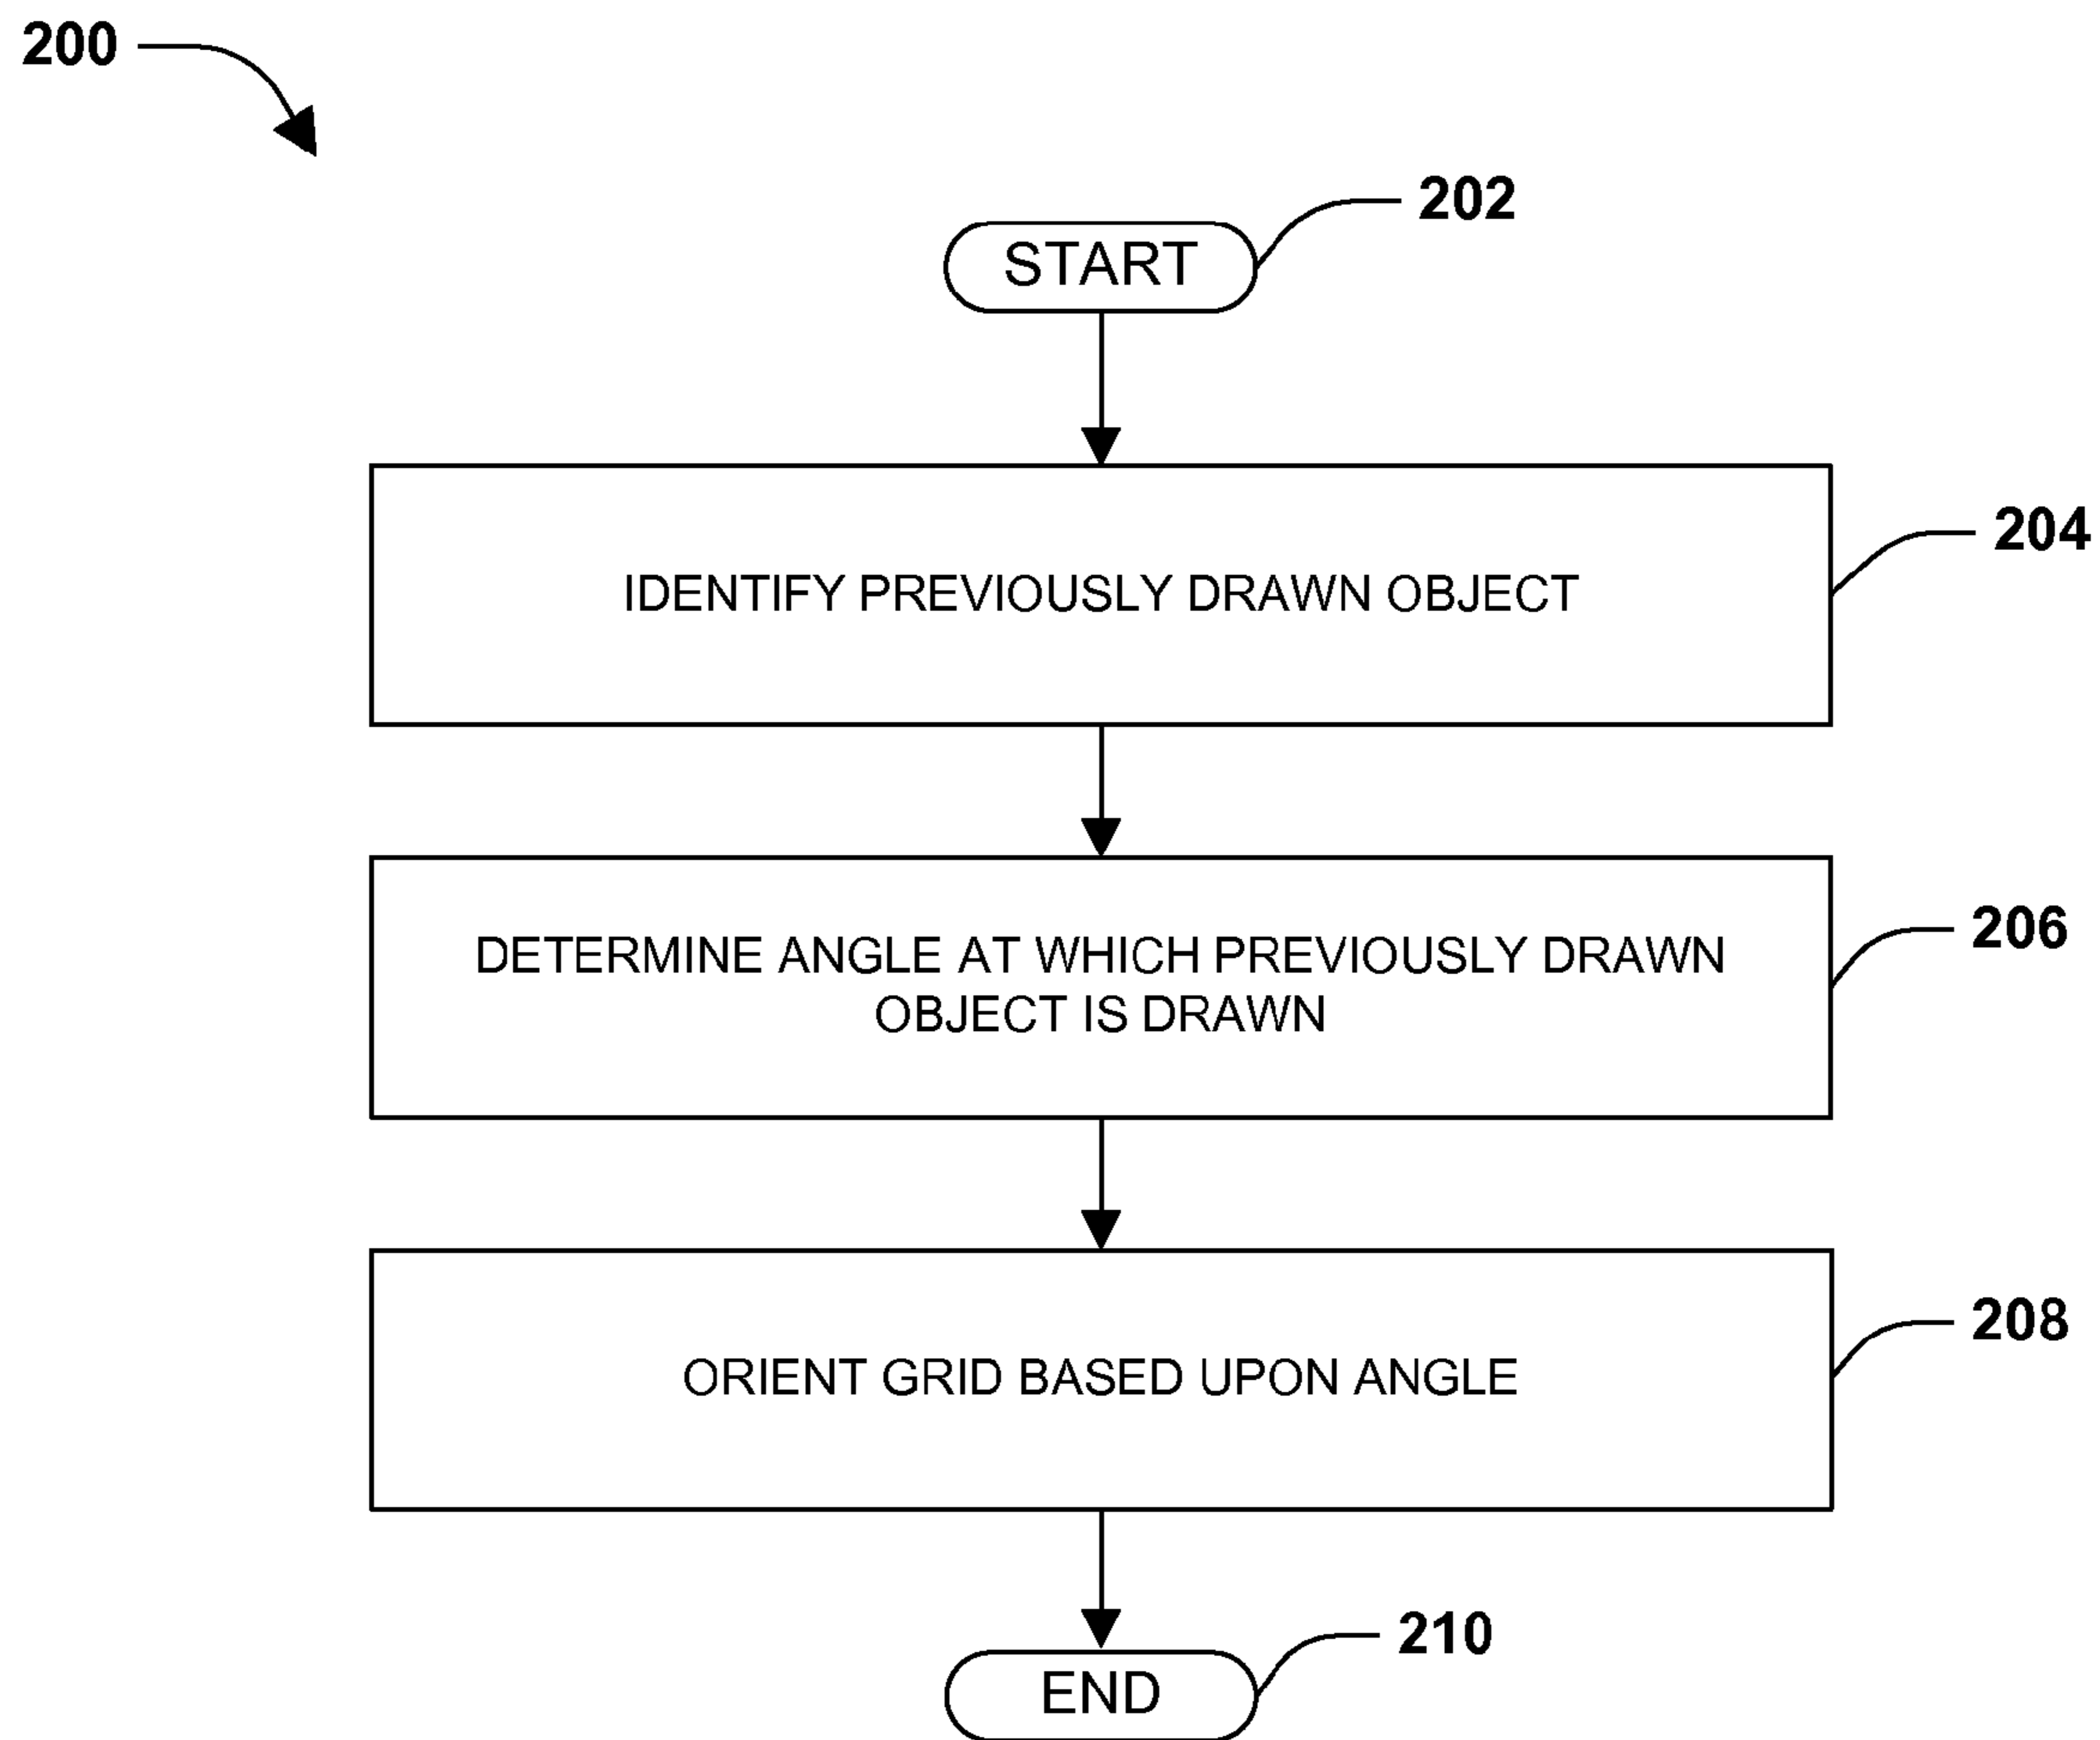 200
202
START
204
IDENTIFY PREVIOUSLY DRAWN OBJECT
206
DETERMINE ANGLE AT WHICH PREVIOUSLY DRAWN
OBJECT IS DRAWN
208
ORIENT GRID BASED UPON ANGLE
210
END